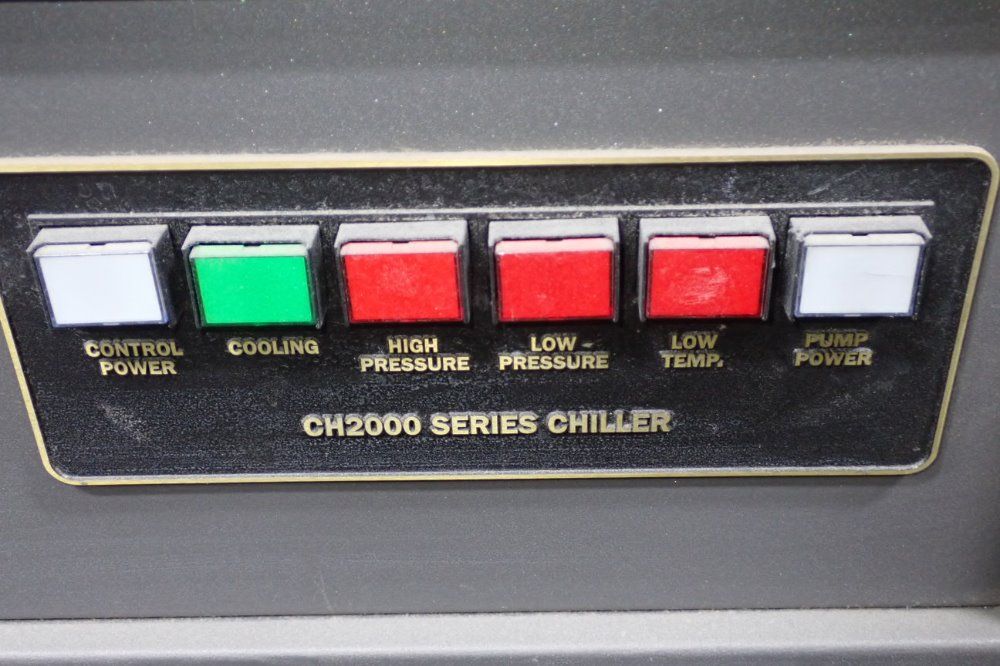 CONTROL
POWER
COOLING
HIGH
PRESSURE
LOW
PRESSURE
LOW
TEMP.
PUMP
POWER
CH2000 SERIES CHILLER